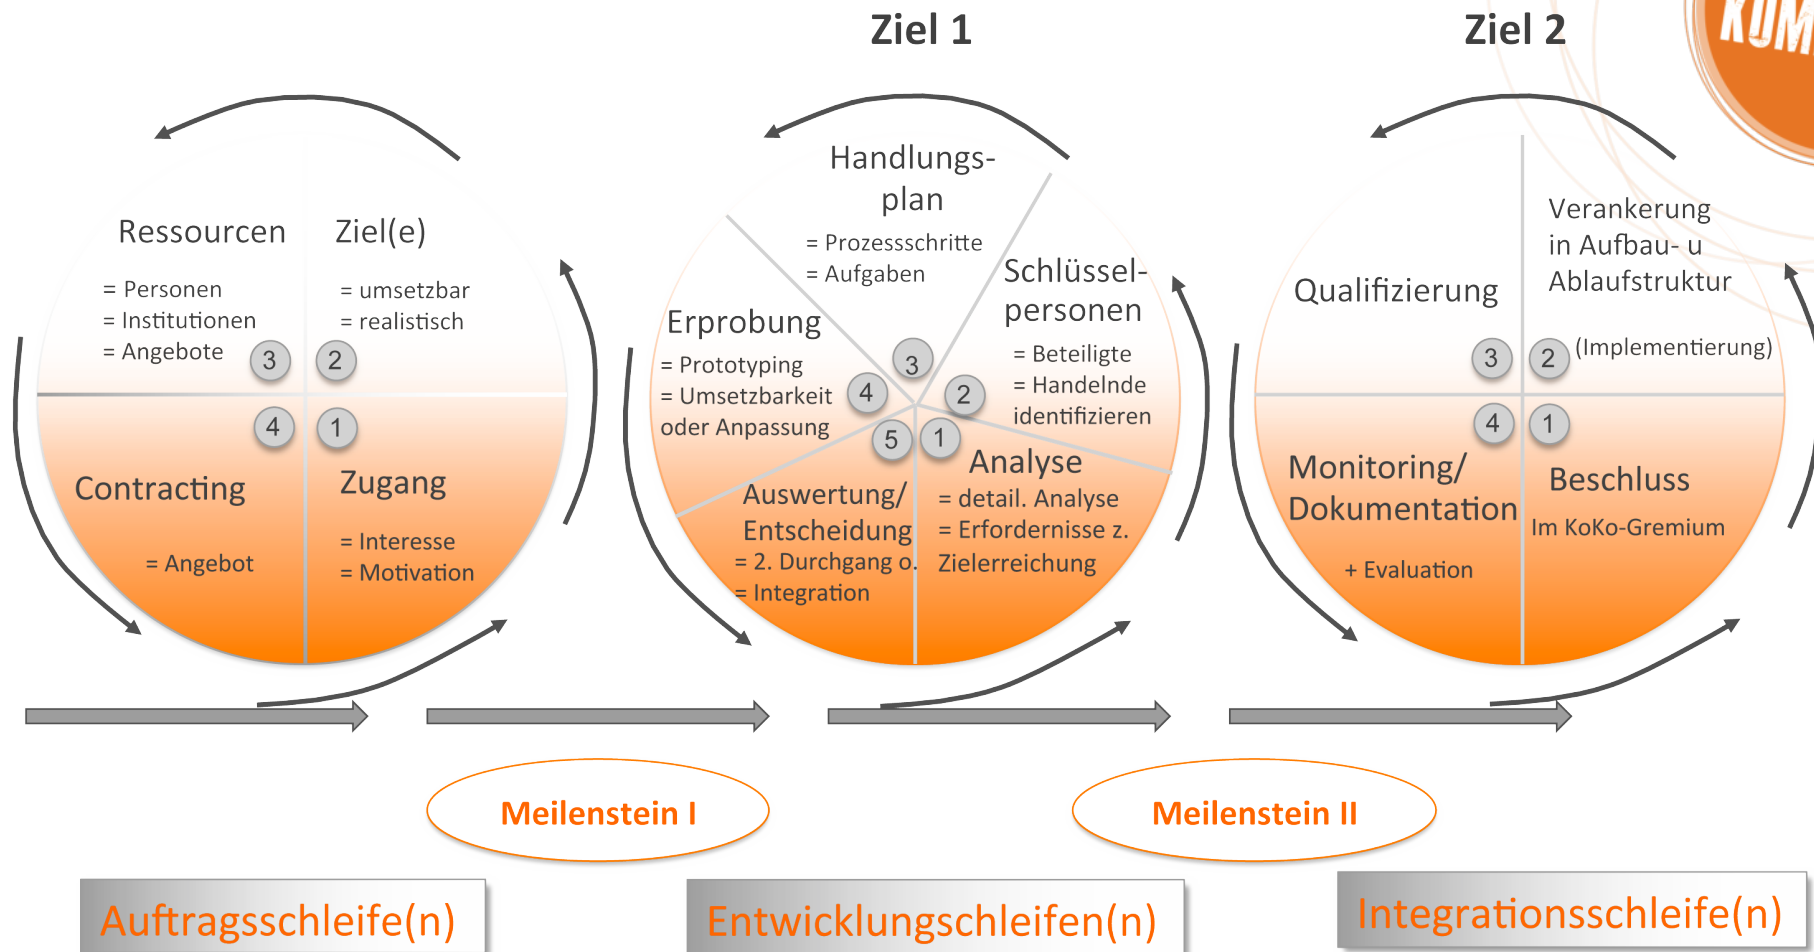 Ziel 1
Ziel 2
Ressourcen
= Personen
= Institutionen
= Angebote
3
Ziel(e)
= umsetzbar
= realistisch
2
4
Contracting
= Angebot
1
Zugang
= Interesse
= Motivation
Handlungs-
plan
= Prozessschritte
= Aufgaben
3
Schlüssel-
personen
= Beteiligte
= Handelnde
identifizieren
2
Erprobung
= Prototyping
= Umsetzbarkeit
oder Anpassung
4
5
Auswertung/
Entscheidung
= 2. Durchgang o.
= Integration
1
Analyse
= detail. Analyse
= Erfordernisse z.
Zielerreichung
Qualifizierung
3
Verankerung
in Aufbau- u
Ablaufstruktur
(Implementierung)
2
4
Monitoring/
Dokumentation
+ Evaluation
1
Beschluss
Im KoKo-Gremium
Meilenstein I
Meilenstein II
Auftragsschleife(n)
Entwicklungschleifen(n)
Integrationsschleife(n)